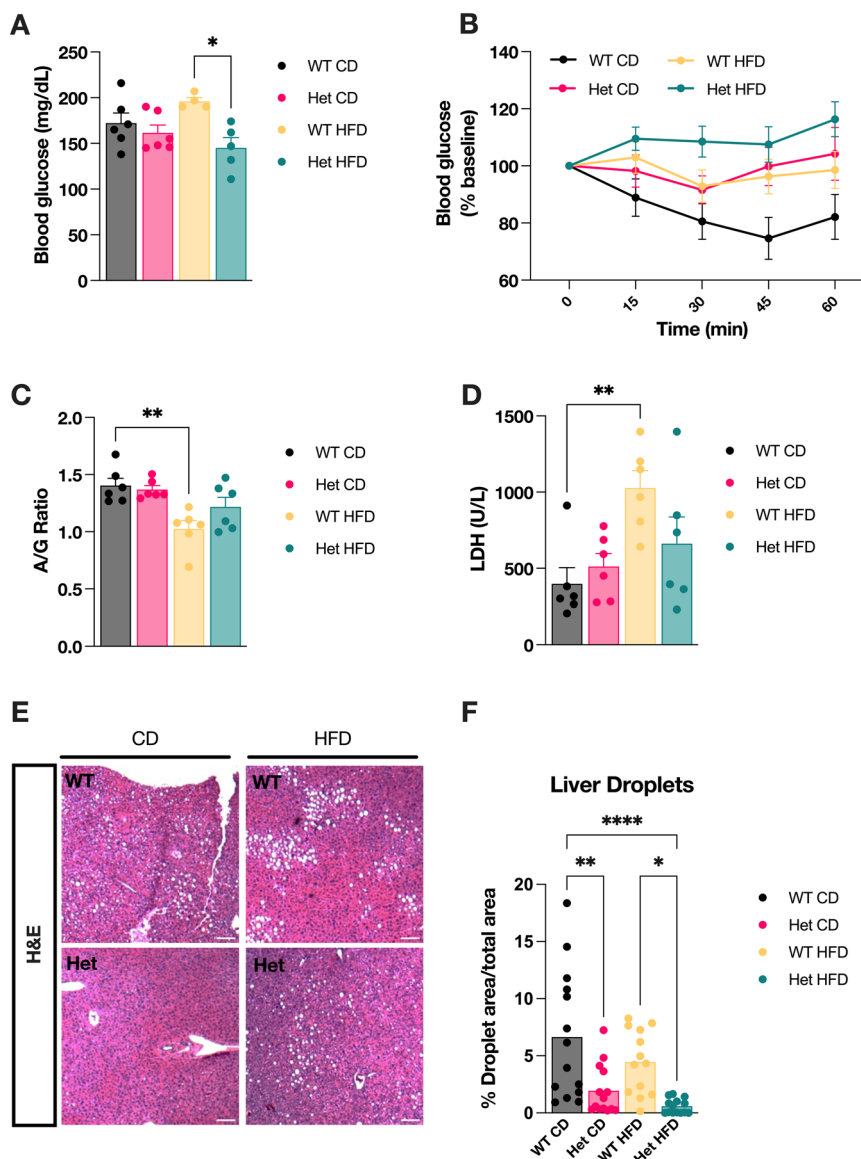 A
Blood glucose (mg/dL)
250
200
150
100
50
0
*
WT CD
Het CD
WT HFD
Het HFD
B
Blood glucose
(% baseline)
140
120
100
80
60
WT CD
WT HFD
Het CD
Het HFD
0
15
30
45
60
Time (min)
C
A/G Ratio
2.0
1.5
1.0
0.5
0.0
**
WT CD
Het CD
WT HFD
Het HFD
D
LDH (U/L)
1500
1000
500
0
**
WT CD
Het CD
WT HFD
Het HFD
E
CD
HFD
H&E
WT
WT
Het
Het
F
Liver Droplets
****
**
*
% Droplet area/total area
20
15
10
5
0
WT CD
Het CD
WT HFD
Het HFD
WT CD
Het CD
WT HFD
Het HFD